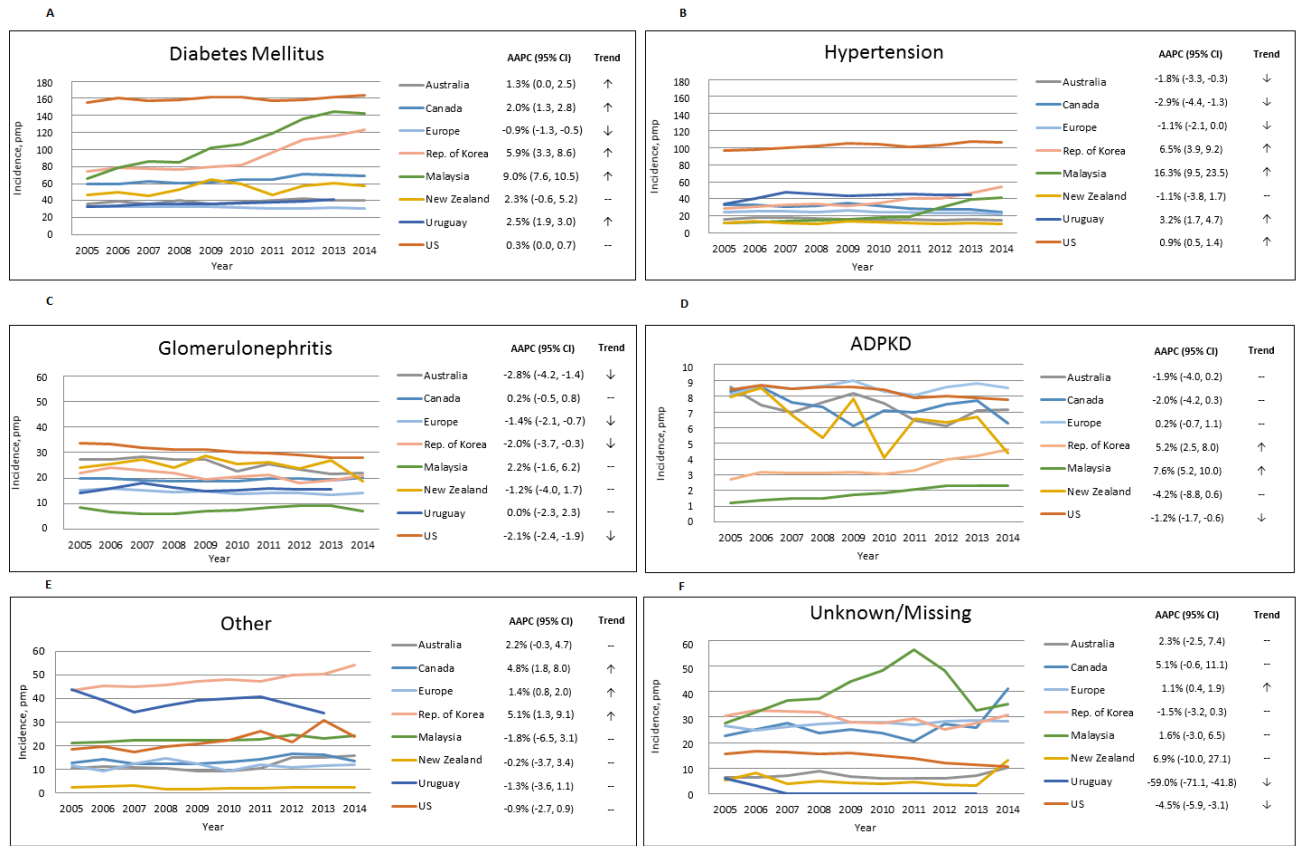 A
Diabetes Mellitus
AAPC (95% CI) Trend
180
160
140
120
100
80
60
40
20
0
Incidence, pmp
2005 2006 2007 2008 2009 2010 2011 2012 2013 2014
Year
Australia 1.3% (0.0, 2.5) ↑
Canada 2.0% (1.3, 2.8) ↑
Europe -0.9% (-1.3, -0.5) ↓
Rep. of Korea 5.9% (3.3, 8.6) ↑
Malaysia 9.0% (7.6, 10.5) ↑
New Zealand 2.3% (-0.6, 5.2) --
Uruguay 2.5% (1.9, 3.0) ↑
US 0.3% (0.0, 0.7) --
B
Hypertension
AAPC (95% CI) Trend
180
160
140
120
100
80
60
40
20
0
Incidence, pmp
2005 2006 2007 2008 2009 2010 2011 2012 2013 2014
Year
Australia -1.8% (-3.3, -0.3) ↓
Canada -2.9% (-4.4, -1.3) ↓
Europe -1.1% (-2.1, 0.0) ↓
Rep. of Korea 6.5% (3.9, 9.2) ↑
Malaysia 16.3% (9.5, 23.5) ↑
New Zealand -1.1% (-3.8, 1.7) --
Uruguay 3.2% (1.7, 4.7) ↑
US 0.9% (0.5, 1.4) ↑
C
Glomerulonephritis
AAPC (95% CI) Trend
60
50
40
30
20
10
0
Incidence, pmp
2005 2006 2007 2008 2009 2010 2011 2012 2013 2014
Year
Australia -2.8% (-4.2, -1.4) ↓
Canada 0.2% (-0.5, 0.8) --
Europe -1.4% (-2.1, -0.7) ↓
Rep. of Korea -2.0% (-3.7, -0.3) ↓
Malaysia 2.2% (-1.6, 6.2) --
New Zealand -1.2% (-4.0, 1.7) --
Uruguay 0.0% (-2.3, 2.3) --
US -2.1% (-2.4, -1.9) ↓
D
ADPKD
AAPC (95% CI) Trend
10
9
8
7
6
5
4
3
2
1
0
Incidence, pmp
2005 2006 2007 2008 2009 2010 2011 2012 2013 2014
Year
Australia -1.9% (-4.0, 0.2) --
Canada -2.0% (-4.2, 0.3) --
Europe 0.2% (-0.7, 1.1) --
Rep. of Korea 5.2% (2.5, 8.0) ↑
Malaysia 7.6% (5.2, 10.0) ↑
New Zealand -4.2% (-8.8, 0.6) --
US -1.2% (-1.7, -0.6) ↓
E
Other
AAPC (95% CI) Trend
60
50
40
30
20
10
0
Incidence, pmp
2005 2006 2007 2008 2009 2010 2011 2012 2013 2014
Year
Australia 2.2% (-0.3, 4.7) --
Canada 4.8% (1.8, 8.0) ↑
Europe 1.4% (0.8, 2.0) ↑
Rep. of Korea 5.1% (1.3, 9.1) ↑
Malaysia -1.8% (-6.5, 3.1) --
New Zealand -0.2% (-3.7, 3.4) --
Uruguay -1.3% (-3.6, 1.1) --
US -0.9% (-2.7, 0.9) --
F
Unknown/Missing
AAPC (95% CI) Trend
60
50
40
30
20
10
0
Incidence, pmp
2005 2006 2007 2008 2009 2010 2011 2012 2013 2014
Year
Australia 2.3% (-2.5, 7.4) --
Canada 5.1% (-0.6, 11.1) --
Europe 1.1% (0.4, 1.9) ↑
Rep. of Korea -1.5% (-3.2, 0.3) --
Malaysia 1.6% (-3.0, 6.5) --
New Zealand 6.9% (-10.0, 27.1) --
Uruguay -59.0% (-71.1, -41.8) ↓
US -4.5% (-5.9, -3.1) ↓